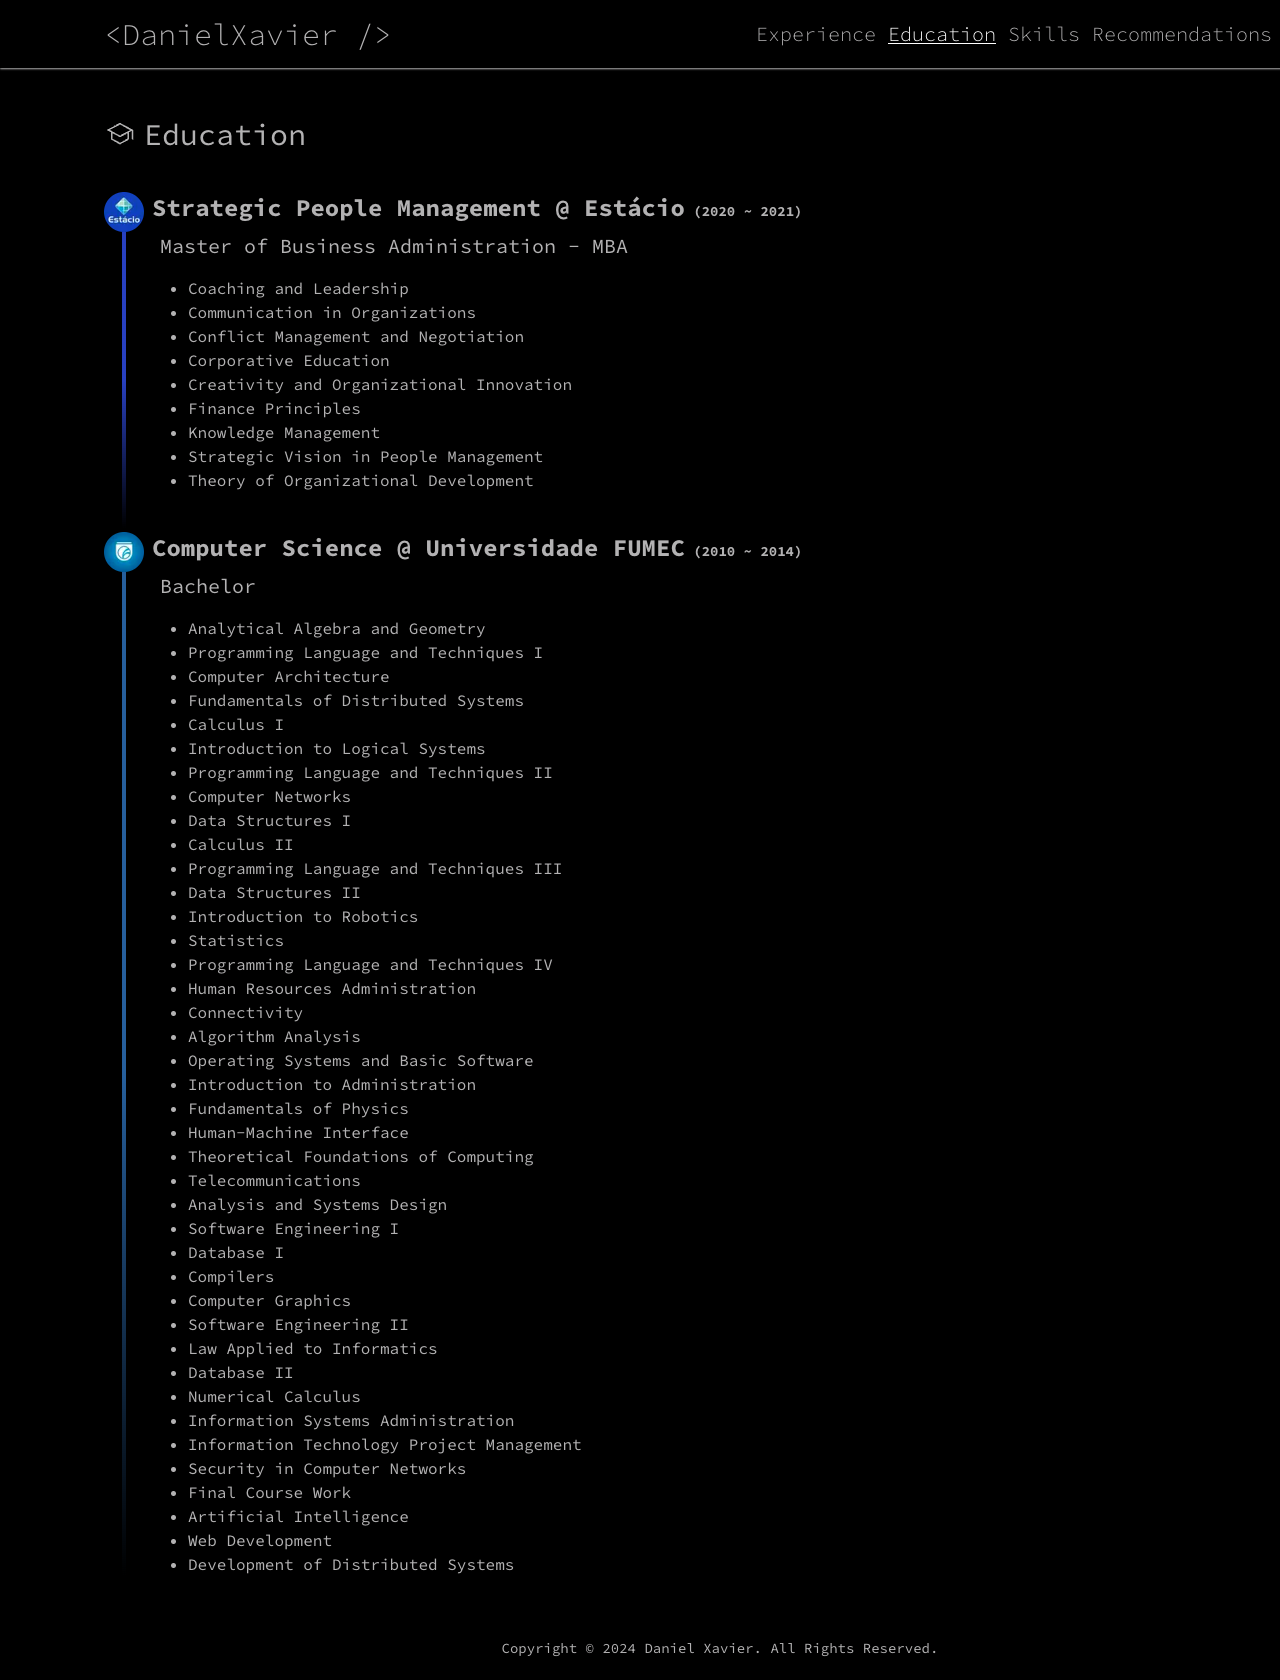 <DanielXavier />
Experience Education Skills Recommendations
Education
Estácio
Strategic People Management @ Estácio (2020 ~ 2021)
Master of Business Administration - MBA
• Coaching and Leadership
• Communication in Organizations
• Conflict Management and Negotiation
• Corporative Education
• Creativity and Organizational Innovation
• Finance Principles
• Knowledge Management
• Strategic Vision in People Management
• Theory of Organizational Development
Computer Science @ Universidade FUMEC (2010 ~ 2014)
Bachelor
• Analytical Algebra and Geometry
• Programming Language and Techniques I
• Computer Architecture
• Fundamentals of Distributed Systems
• Calculus I
• Introduction to Logical Systems
• Programming Language and Techniques II
• Computer Networks
• Data Structures I
• Calculus II
• Programming Language and Techniques III
• Data Structures II
• Introduction to Robotics
• Statistics
• Programming Language and Techniques IV
• Human Resources Administration
• Connectivity
• Algorithm Analysis
• Operating Systems and Basic Software
• Introduction to Administration
• Fundamentals of Physics
• Human-Machine Interface
• Theoretical Foundations of Computing
• Telecommunications
• Analysis and Systems Design
• Software Engineering I
• Database I
• Compilers
• Computer Graphics
• Software Engineering II
• Law Applied to Informatics
• Database II
• Numerical Calculus
• Information Systems Administration
• Information Technology Project Management
• Security in Computer Networks
• Final Course Work
• Artificial Intelligence
• Web Development
• Development of Distributed Systems
Copyright © 2024 Daniel Xavier. All Rights Reserved.